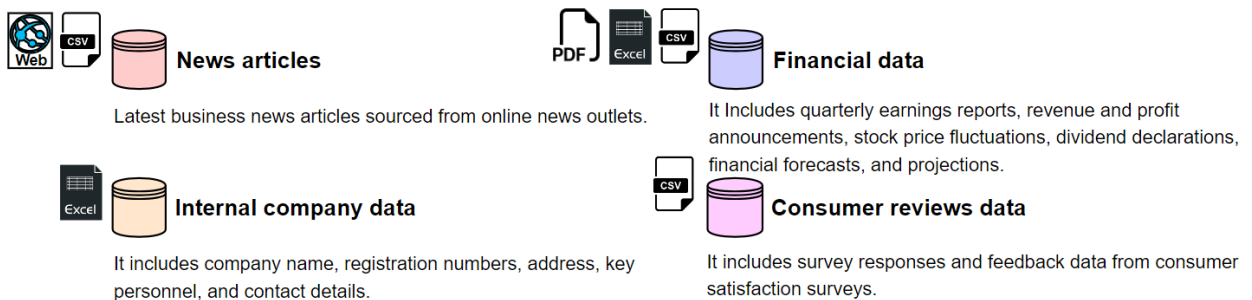 Web
CSV
News articles
Latest business news articles sourced from online news outlets.
PDF
Excel
CSV
Financial data
It Includes quarterly earnings reports, revenue and profit
announcements, stock price fluctuations, dividend declarations,
financial forecasts, and projections.
Excel
Internal company data
It includes company name, registration numbers, address, key
personnel, and contact details.
CSV
Consumer reviews data
It includes survey responses and feedback data from consumer
satisfaction surveys.